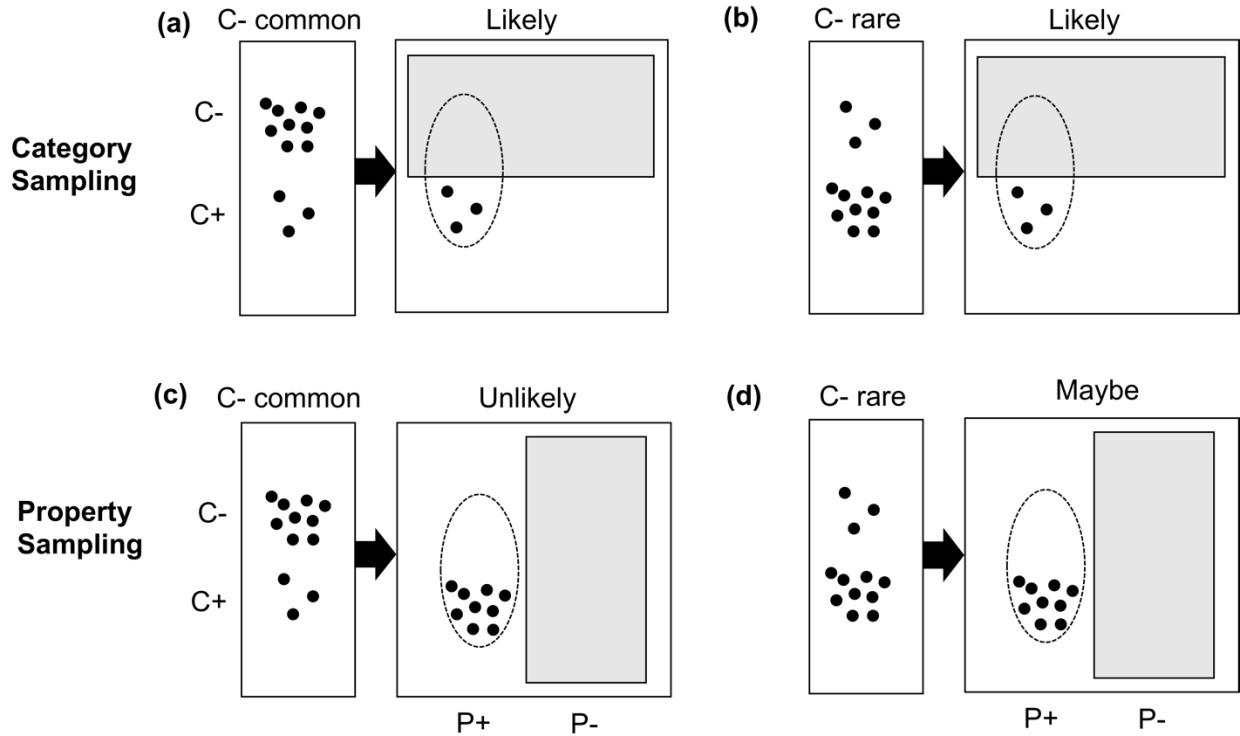 (a)
C- common
Likely
(b)
C- rare
Likely
C-
Category
Sampling
C+
(c)
C- common
Unlikely
(d)
C- rare
Maybe
C-
Property
Sampling
C+
P+
P-
P+
P-